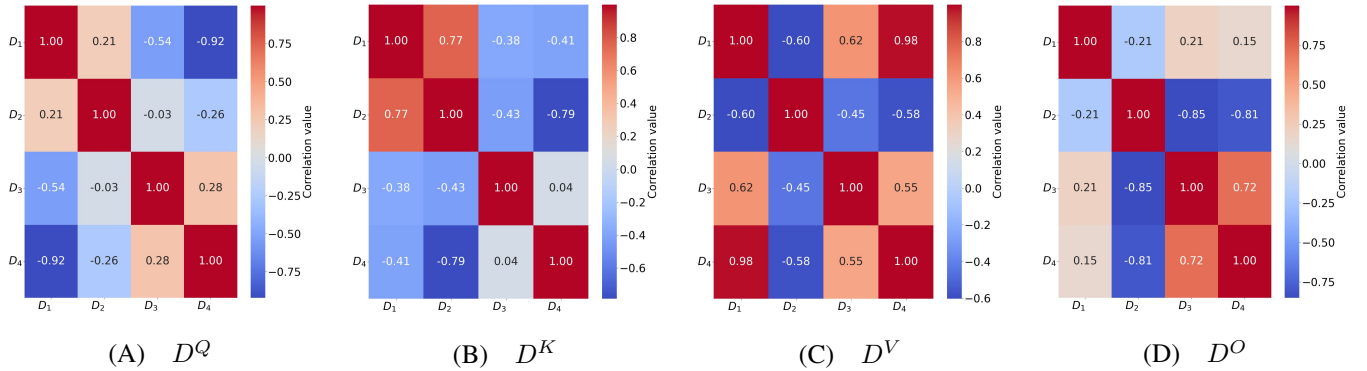 D₁ 1.00 0.21 -0.54 -0.92
D₂ 0.21 1.00 -0.03 -0.26
D₃ -0.54 -0.03 1.00 0.28
D₄ -0.92 -0.26 0.28 1.00
D₁ D₂ D₃ D₄
0.75
0.50
0.25
0.00
-0.25
-0.50
-0.75
Correlation value
(A) D^Q
D₁ 1.00 0.77 -0.38 -0.41
D₂ 0.77 1.00 -0.43 -0.79
D₃ -0.38 -0.43 1.00 0.04
D₄ -0.41 -0.79 0.04 1.00
D₁ D₂ D₃ D₄
0.8
0.6
0.4
0.2
0.0
-0.2
-0.4
-0.6
Correlation value
(B) D^K
D₁ 1.00 -0.60 0.62 0.98
D₂ -0.60 1.00 -0.45 -0.58
D₃ 0.62 -0.45 1.00 0.55
D₄ 0.98 -0.58 0.55 1.00
D₁ D₂ D₃ D₄
0.8
0.6
0.4
0.2
0.0
-0.2
-0.4
-0.6
Correlation value
(C) D^V
D₁ 1.00 -0.21 0.21 0.15
D₂ -0.21 1.00 -0.85 -0.81
D₃ 0.21 -0.85 1.00 0.72
D₄ 0.15 -0.81 0.72 1.00
D₁ D₂ D₃ D₄
0.75
0.50
0.25
0.00
-0.25
-0.50
-0.75
Correlation value
(D) D^O